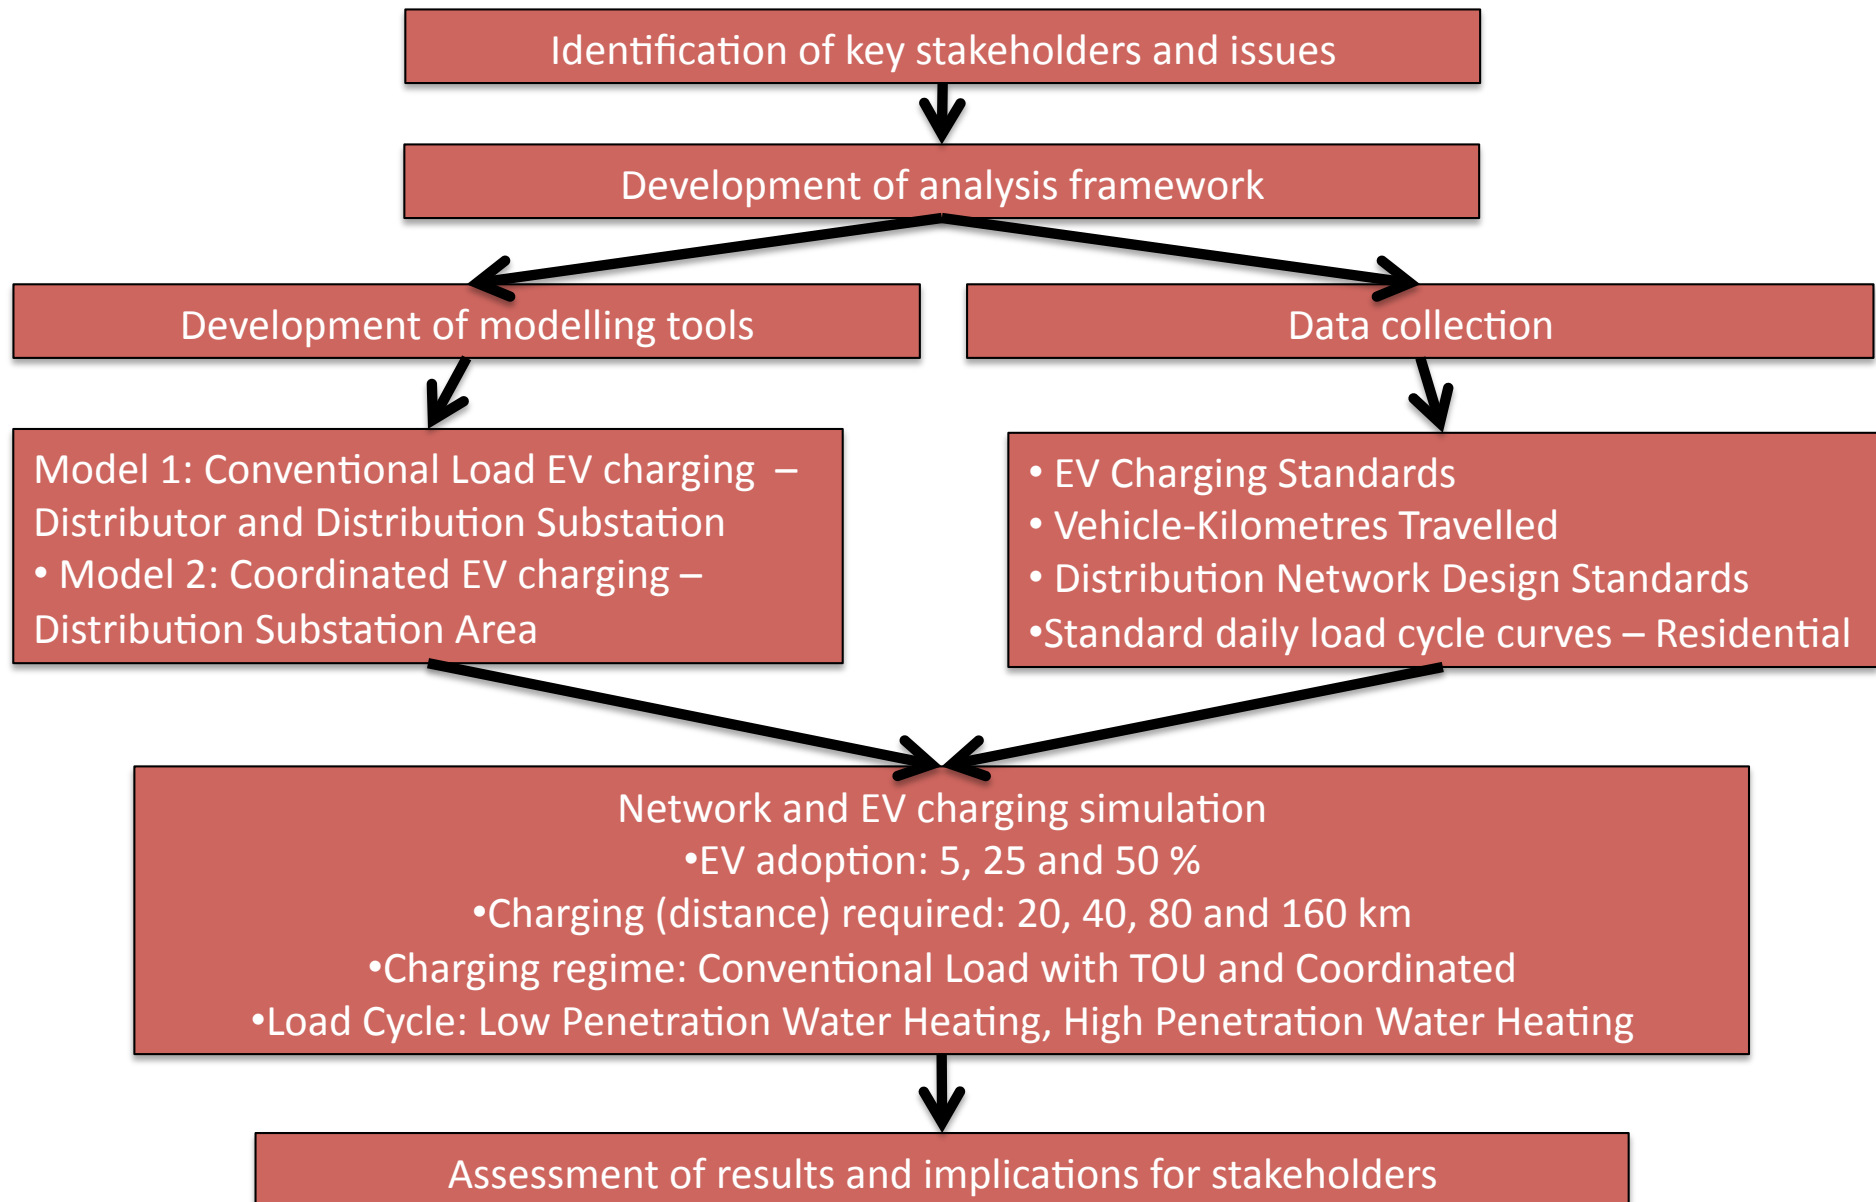 Identification of key stakeholders and issues
Development of analysis framework
Development of modelling tools
Data collection
Model 1: Conventional Load EV charging –
Distributor and Distribution Substation
• Model 2: Coordinated EV charging –
Distribution Substation Area
• EV Charging Standards
• Vehicle-Kilometres Travelled
• Distribution Network Design Standards
•Standard daily load cycle curves – Residential
Network and EV charging simulation
•EV adoption: 5, 25 and 50 %
•Charging (distance) required: 20, 40, 80 and 160 km
•Charging regime: Conventional Load with TOU and Coordinated
•Load Cycle: Low Penetration Water Heating, High Penetration Water Heating
Assessment of results and implications for stakeholders